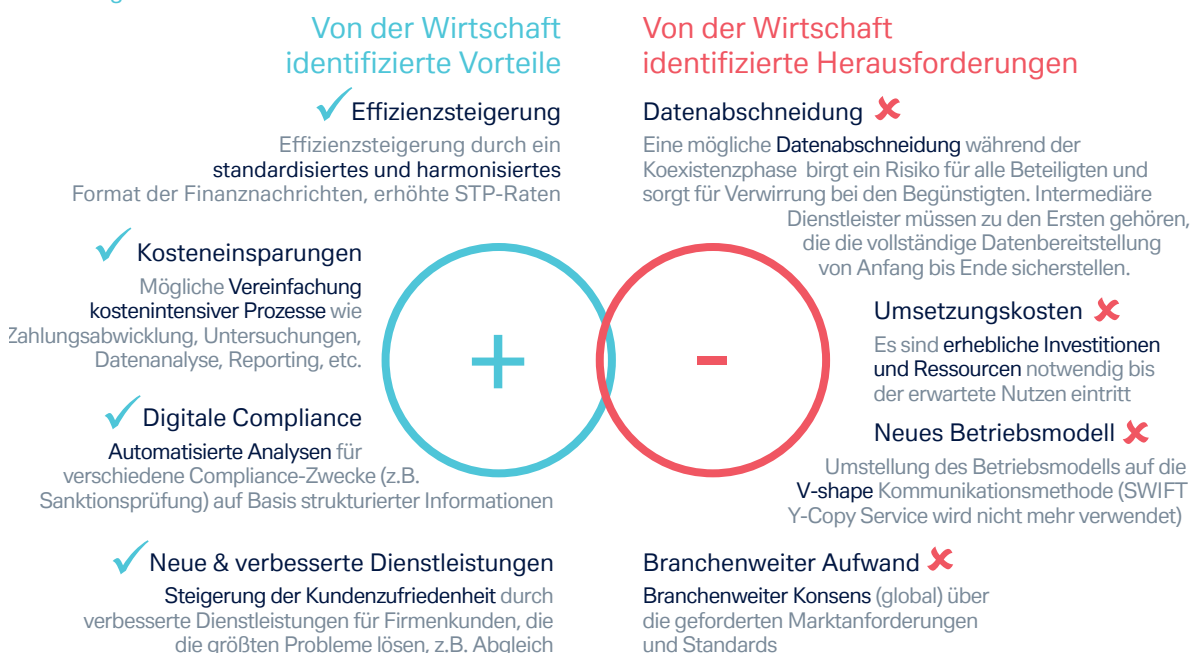 Von der Wirtschaft
identifizierte Vorteile
Effizienzsteigerung
Effizienzsteigerung durch ein
standardisiertes und harmonisiertes
Format der Finanznachrichten, erhöhte STP-Raten
Kosteneinsparungen
Mögliche Vereinfachung
kostenintensiver Prozesse wie
Zahlungsabwicklung, Untersuchungen,
Datenanalyse, Reporting, etc.
Digitale Compliance
Automatisierte Analysen für
verschiedene Compliance-Zwecke (z.B.
Sanktionsprüfung) auf Basis strukturierter Informationen
Neue & verbesserte Dienstleistungen
Steigerung der Kundenzufriedenheit durch
verbesserte Dienstleistungen für Firmenkunden, die
die größten Probleme lösen, z.B. Abgleich
+
-
Von der Wirtschaft
identifizierte Herausforderungen
Datenabschneidung
Eine mögliche Datenabschneidung während der
Koexistenzphase birgt ein Risiko für alle Beteiligten und
sorgt für Verwirrung bei den Begünstigten. Intermediäre
Dienstleister müssen zu den Ersten gehören,
die die vollständige Datenbereitstellung
von Anfang bis Ende sicherstellen.
Umsetzungskosten
Es sind erhebliche Investitionen
und Ressourcen notwendig bis
der erwartete Nutzen eintritt
Neues Betriebsmodell
Umstellung des Betriebsmodells auf die
V-shape Kommunikationsmethode (SWIFT
Y-Copy Service wird nicht mehr verwendet)
Branchenweiter Aufwand
Branchenweiter Konsens (global) über
die geforderten Marktanforderungen
und Standards